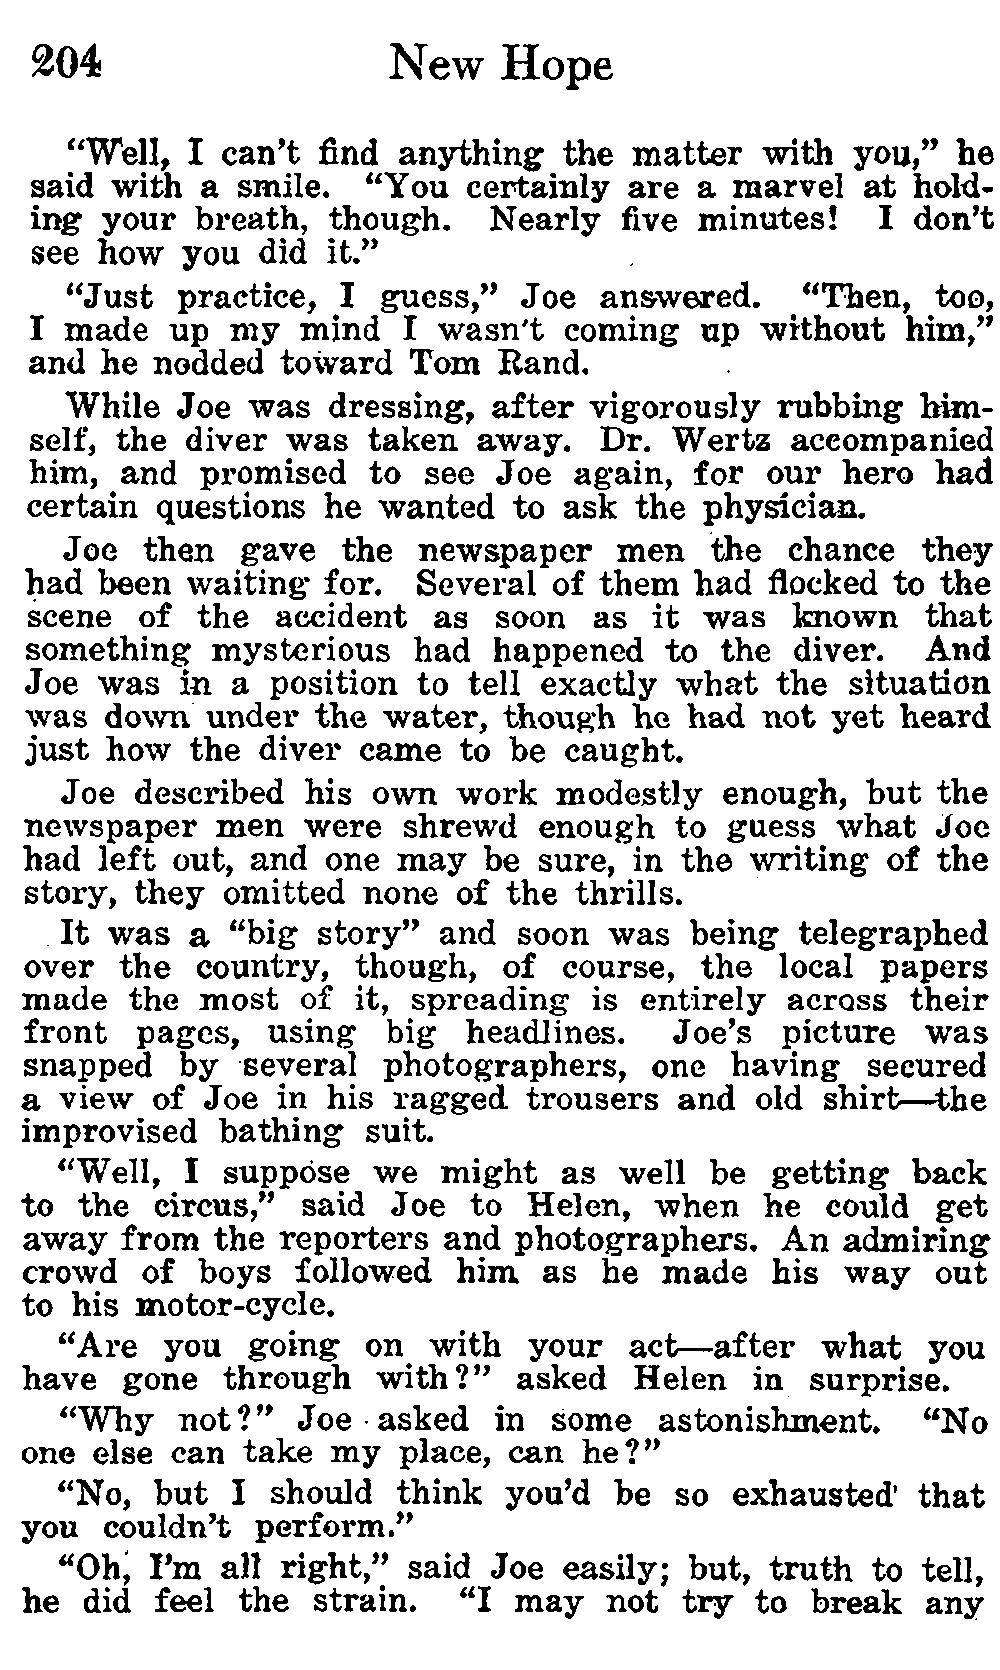 204 New Hope
"Well, I can't find anything the matter with you," he
said with a smile. "You certainly are a marvel at hold-
ing your breath, though. Nearly five minutes! I don't
see how you did it."
"Just practice, I guess," Joe answered. "Then, too,
I made up my mind I wasn't coming up without him,"
and he nodded toward Tom Rand.
While Joe was dressing, after vigorously rubbing him-
self, the diver was taken away. Dr. Wertz accompanied
him, and promised to see Joe again, for our hero had
certain questions he wanted to ask the physician.
Joe then gave the newspaper men the chance they
had been waiting for. Several of them had flocked to the
scene of the accident as soon as it was known that
something mysterious had happened to the diver. And
Joe was in a position to tell exactly what the situation
was down under the water, though he had not yet heard
just how the diver came to be caught.
Joe described his own work modestly enough, but the
newspaper men were shrewd enough to guess what Joe
had left out, and one may be sure, in the writing of the
story, they omitted none of the thrills.
It was a "big story" and soon was being telegraphed
over the country, though, of course, the local papers
made the most of it, spreading is entirely across their
front pages, using big headlines. Joe's picture was
snapped by several photographers, one having secured
a view of Joe in his ragged trousers and old shirt—the
improvised bathing suit.
"Well, I suppose we might as well be getting back
to the circus," said Joe to Helen, when he could get
away from the reporters and photographers. An admiring
crowd of boys followed him as he made his way out
to his motor-cycle.
"Are you going on with your act—after what you
have gone through with?" asked Helen in surprise.
"Why not?" Joe asked in some astonishment. "No
one else can take my place, can he?"
"No, but I should think you'd be so exhausted that
you couldn't perform."
"Oh, I'm all right," said Joe easily; but, truth to tell,
he did feel the strain. "I may not try to break any